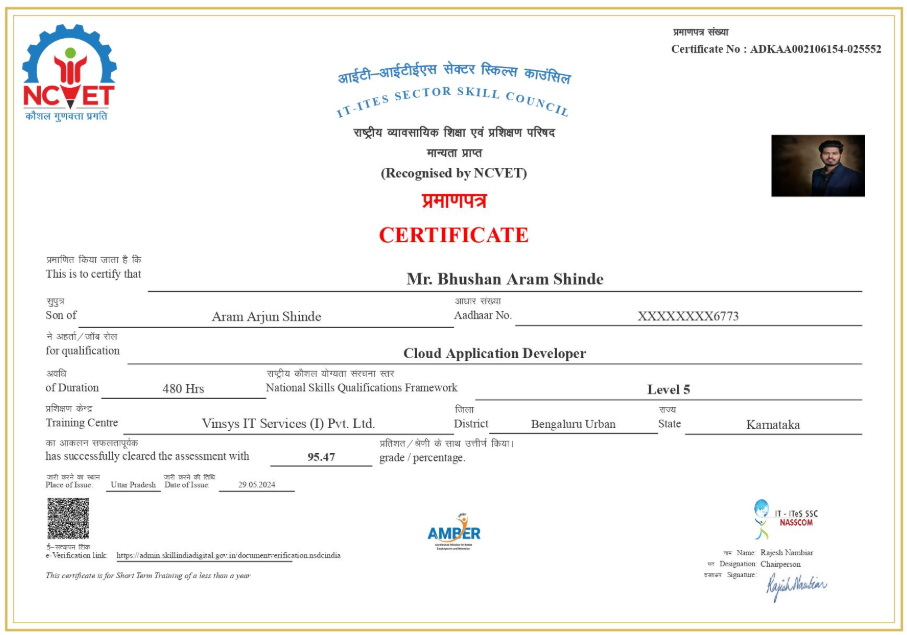 प्रमाणपत्र संख्या
Certificate No : ADKAA002106154-025552
NCVET
कौशल गुणवत्ता प्रगति
आईटी–आईटीईएस सेक्टर स्किल्स काउंसिल
IT-ITES SECTOR SKILL COUNCIL
राष्ट्रीय व्यावसायिक शिक्षा एवं प्रशिक्षण परिषद
मान्यता प्राप्त
(Recognised by NCVET)
प्रमाणपत्र
CERTIFICATE
प्रमाणित किया जाता है कि
This is to certify that Mr. Bhushan Aram Shinde
सुपुत्र आधार संख्या
Son of Aram Arjun Shinde Aadhaar No. XXXXXXXX6773
ने अहर्ता/जॉब रोल
for qualification Cloud Application Developer
अवधि राष्ट्रीय कौशल योग्यता संरचना स्तर
of Duration 480 Hrs National Skills Qualifications Framework Level 5
प्रशिक्षण केन्द्र जिला राज्य
Training Centre Vinsys IT Services (I) Pvt. Ltd. District Bengaluru Urban State Karnataka
का आकलन सफलतापूर्वक प्रतिशत/श्रेणी के साथ उत्तीर्ण किया।
has successfully cleared the assessment with 95.47 grade / percentage.
जारी करने का स्थान जारी करने की तिथि
Place of Issue: Uttar Pradesh Date of Issue: 29.05.2024
AMBER
IT - ITeS SSC
NASSCOM
ई-सत्यापन लिंक
e-Verification link: https://admin.skillindiadigital.gov.in/documentverification.nsdcindia
This certificate is for Short Term Training of a less than a year
नाम Name: Rajesh Nambiar
पद Designation: Chairperson
हस्ताक्षर Signature: Rajesh Nambiar